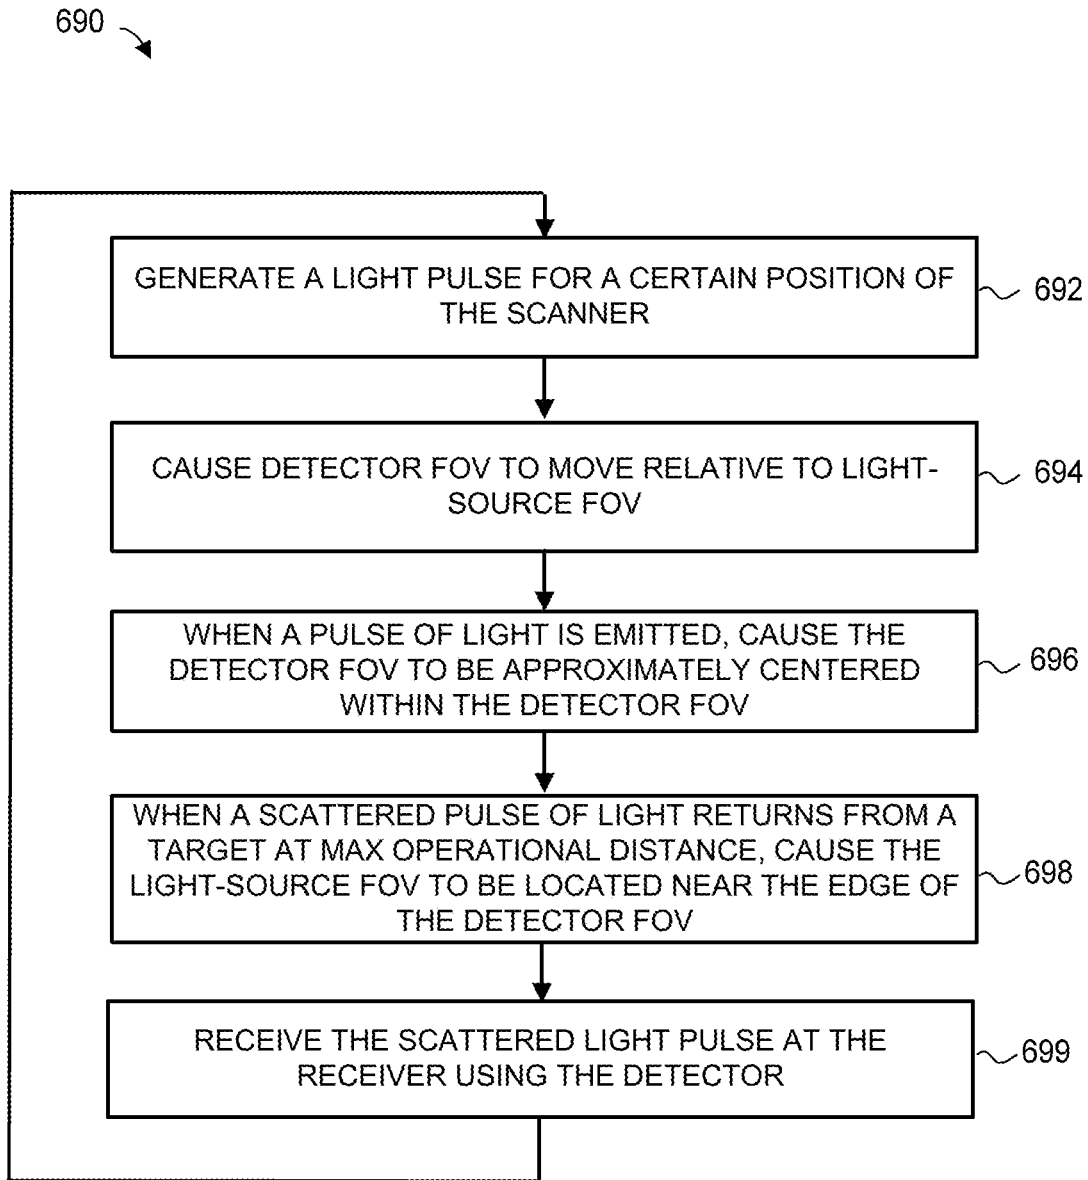 690
GENERATE A LIGHT PULSE FOR A CERTAIN POSITION OF
THE SCANNER
692
CAUSE DETECTOR FOV TO MOVE RELATIVE TO LIGHT-
SOURCE FOV
694
WHEN A PULSE OF LIGHT IS EMITTED, CAUSE THE
DETECTOR FOV TO BE APPROXIMATELY CENTERED
WITHIN THE DETECTOR FOV
696
WHEN A SCATTERED PULSE OF LIGHT RETURNS FROM A
TARGET AT MAX OPERATIONAL DISTANCE, CAUSE THE
LIGHT-SOURCE FOV TO BE LOCATED NEAR THE EDGE OF
THE DETECTOR FOV
698
RECEIVE THE SCATTERED LIGHT PULSE AT THE
RECEIVER USING THE DETECTOR
699